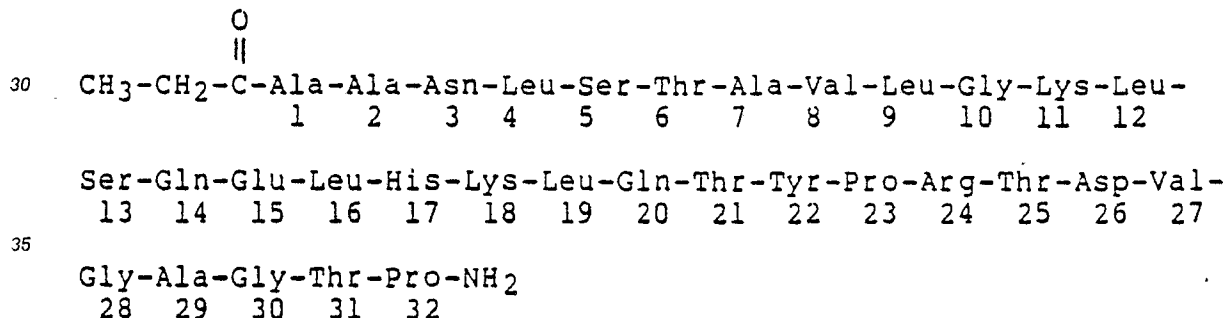 O
||
30 CH3-CH2-C-Ala-Ala-Asn-Leu-Ser-Thr-Ala-Val-Leu-Gly-Lys-Leu-
1 2 3 4 5 6 7 8 9 10 11 12
Ser-Gln-Glu-Leu-His-Lys-Leu-Gln-Thr-Tyr-Pro-Arg-Thr-Asp-Val-
13 14 15 16 17 18 19 20 21 22 23 24 25 26 27
35
Gly-Ala-Gly-Thr-Pro-NH2
28 29 30 31 32